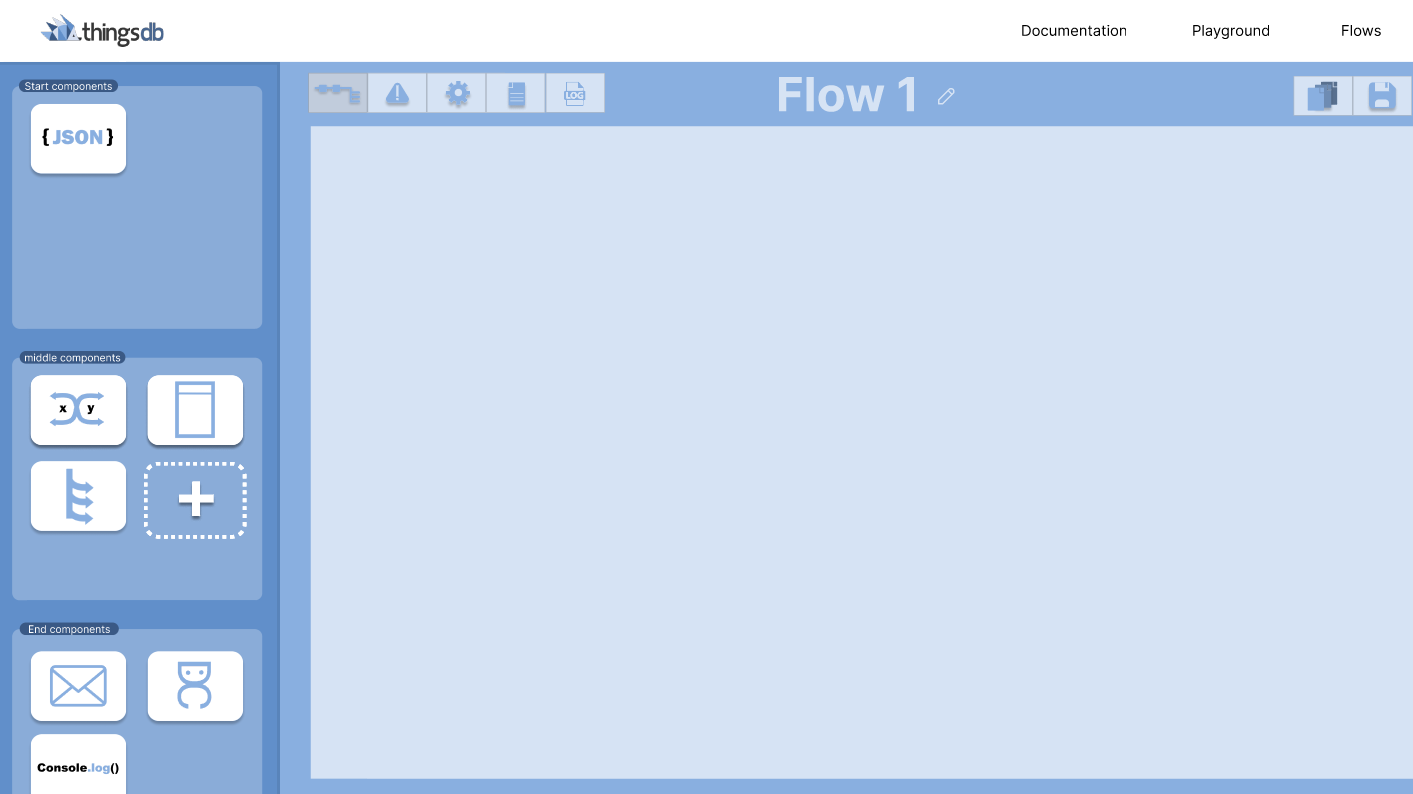 thingsdb
Documentation
Playground
Flows
Start components
{JSON}
LOG
Flow 1
middle components
x y
End components
Console.log()